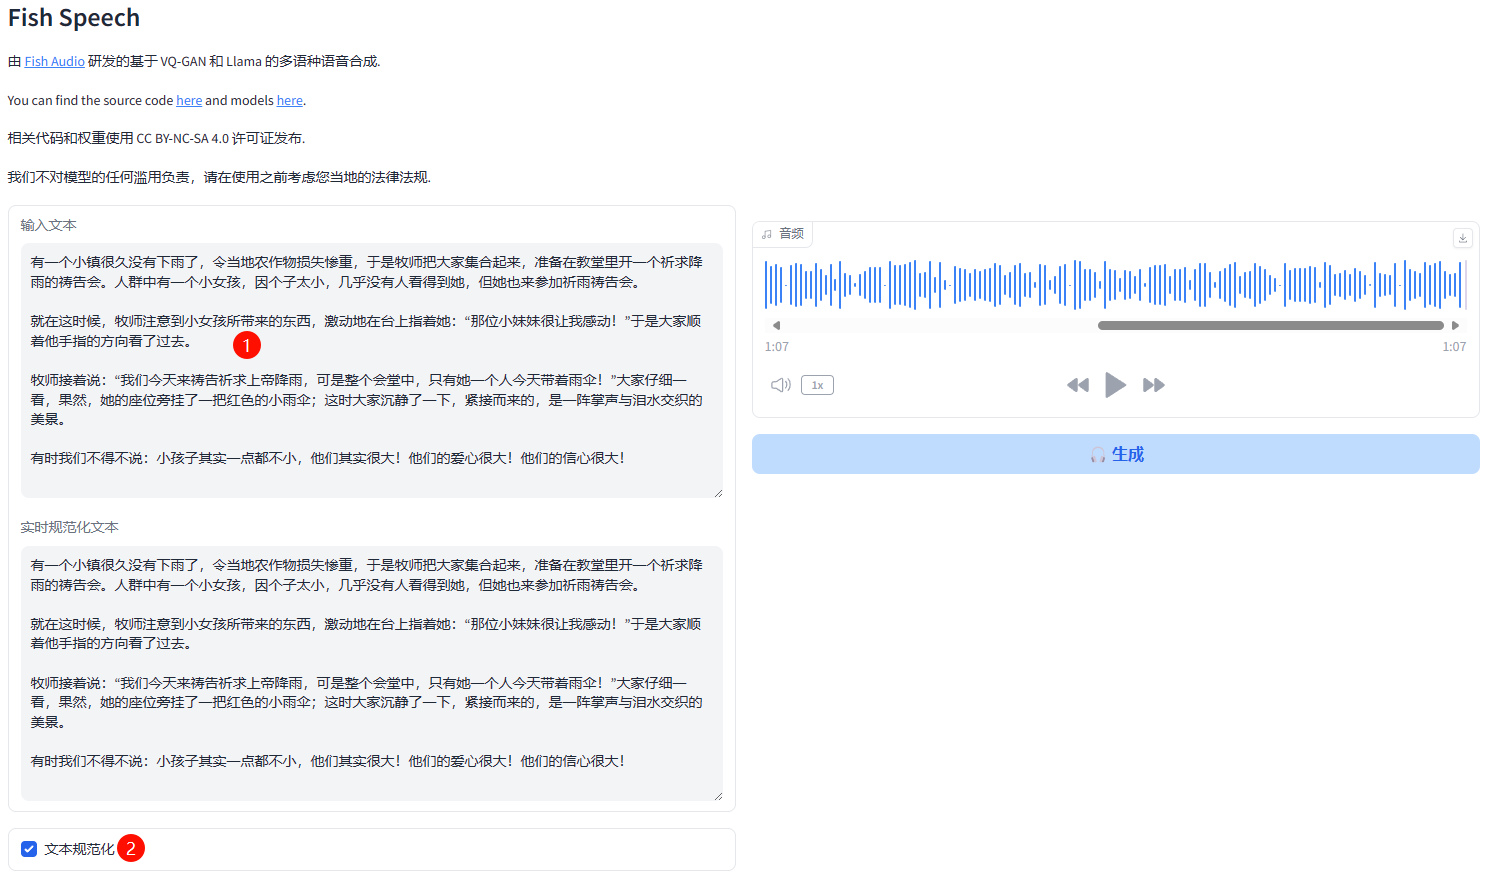 Fish Speech
由 Fish Audio 研发的基于 VQ-GAN 和 Llama 的多语种语音合成.
You can find the source code here and models here.
相关代码和权重使用 CC BY-NC-SA 4.0 许可证发布.
我们不对模型的任何滥用负责，请在使用之前考虑您当地的法律法规.
输入文本
有一个小镇很久没有下雨了，令当地农作物损失惨重，于是牧师把大家集合起来，准备在教堂里开一个祈求降
雨的祷告会。人群中有一个小女孩，因个子太小，几乎没有人看得到她，但她也来参加祈雨祷告会。
就在这时候，牧师注意到小女孩所带来的东西，激动地在台上指着她：“那位小妹妹很让我感动！”于是大家顺
着他手指的方向看了过去。
1
牧师接着说：“我们今天来祷告祈求上帝降雨，可是整个会堂中，只有她一个人今天带着雨伞！”大家仔细一
看，果然，她的座位旁挂了一把红色的小雨伞；这时大家沉静了一下，紧接而来的，是一阵掌声与泪水交织的
美景。
有时我们不得不说：小孩子其实一点都不小，他们其实很大！他们的爱心很大！他们的信心很大！
实时规范化文本
有一个小镇很久没有下雨了，令当地农作物损失惨重，于是牧师把大家集合起来，准备在教堂里开一个祈求降
雨的祷告会。人群中有一个小女孩，因个子太小，几乎没有人看得到她，但她也来参加祈雨祷告会。
就在这时候，牧师注意到小女孩所带来的东西，激动地在台上指着她：“那位小妹妹很让我感动！”于是大家顺
着他手指的方向看了过去。
牧师接着说：“我们今天来祷告祈求上帝降雨，可是整个会堂中，只有她一个人今天带着雨伞！”大家仔细一
看，果然，她的座位旁挂了一把红色的小雨伞；这时大家沉静了一下，紧接而来的，是一阵掌声与泪水交织的
美景。
有时我们不得不说：小孩子其实一点都不小，他们其实很大！他们的爱心很大！他们的信心很大！
文本规范化 2
音频
1:07 1:07
1x
生成